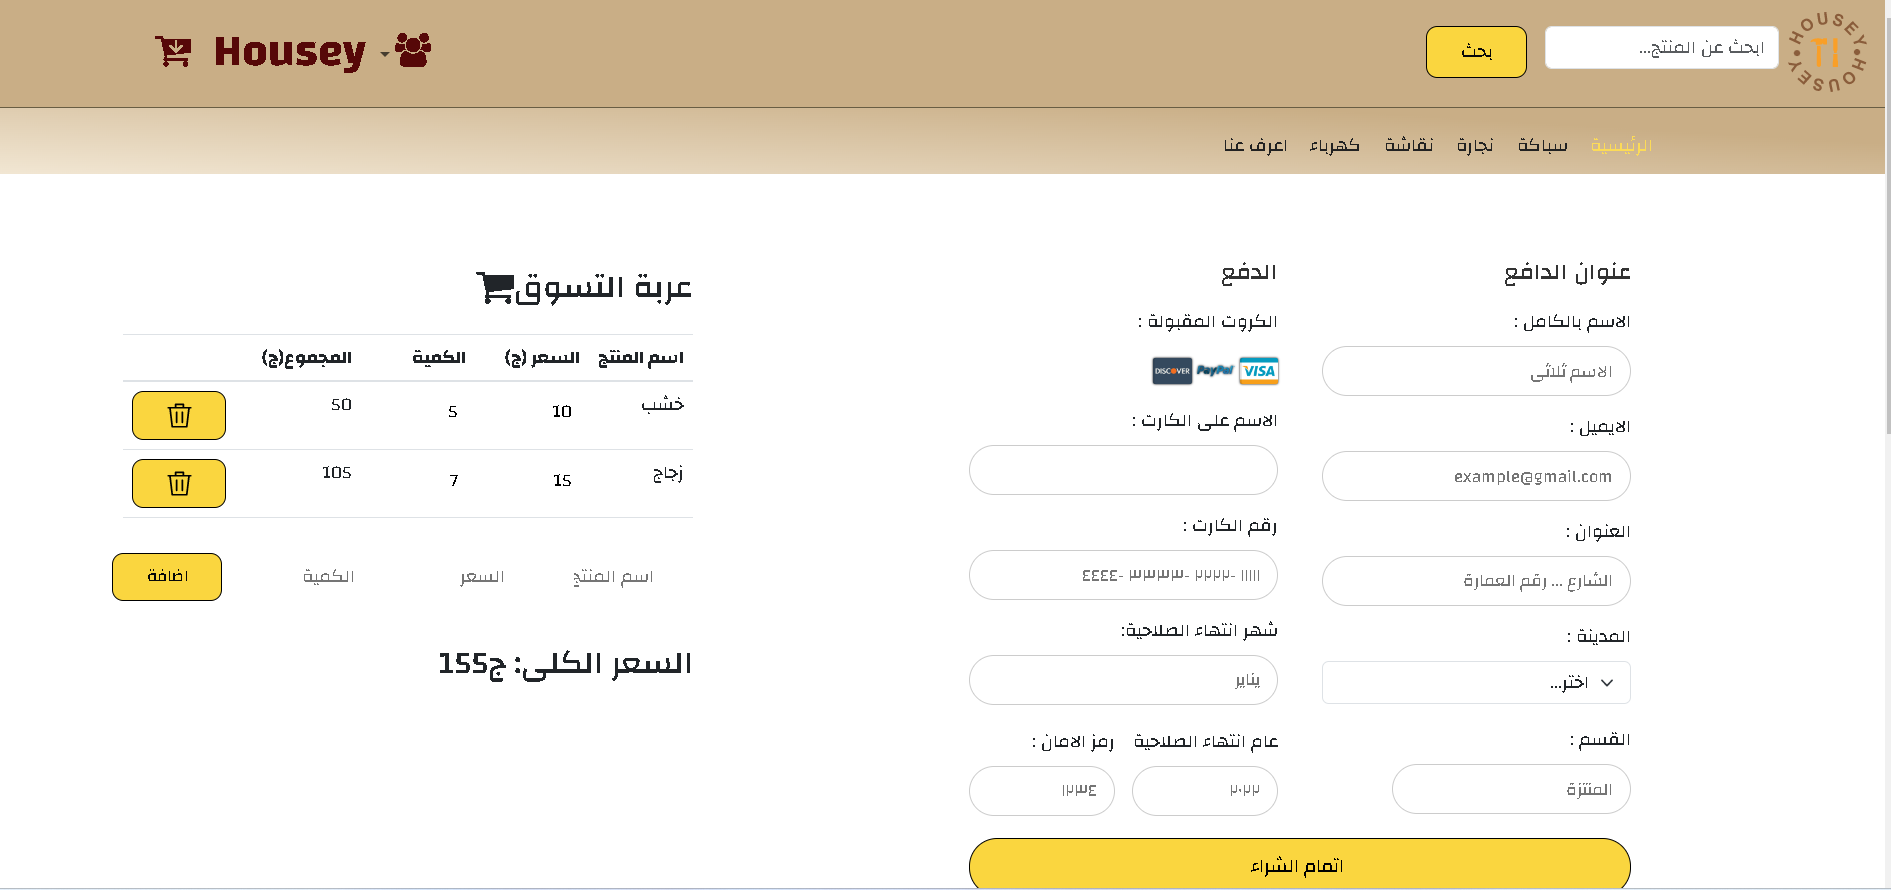 HOUSEY HOUSEY TI
ابحث عن المنتج...
بحث
Housey
الرئيسية سباكة نجارة نقاشة كهرباء اعرف عنا
عنوان الدافع
الاسم بالكامل :
الاسم ثلاثى
الايميل :
example@gmail.com
العنوان :
الشارع ... رقم العمارة
المدينة :
اختر...
القسم :
المنتزة
الدفع
الكروت المقبولة :
VISA PayPal DISCOVER
الاسم على الكارت :
رقم الكارت :
١١١١١ -٢٢٢٢ -٣٣٣٣ -٤٤٤٤
شهر انتهاء الصلاحية:
يناير
عام انتهاء الصلاحية رمز الامان :
٢٠٢٢ ١٢٣٤
اتمام الشراء
عربة التسوق
اسم المنتج السعر (ج) الكمية المجموع(ج)
خشب 10 5 50
زجاج 15 7 105
اسم المنتج السعر الكمية اضافة
السعر الكلى: ج155